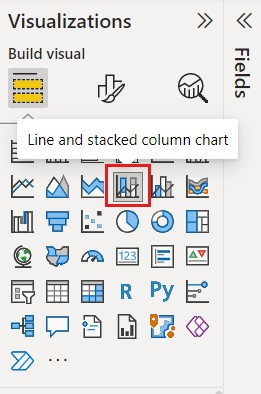 Visualizations
Fields
Build visual
Line and stacked column chart
123
R
Py